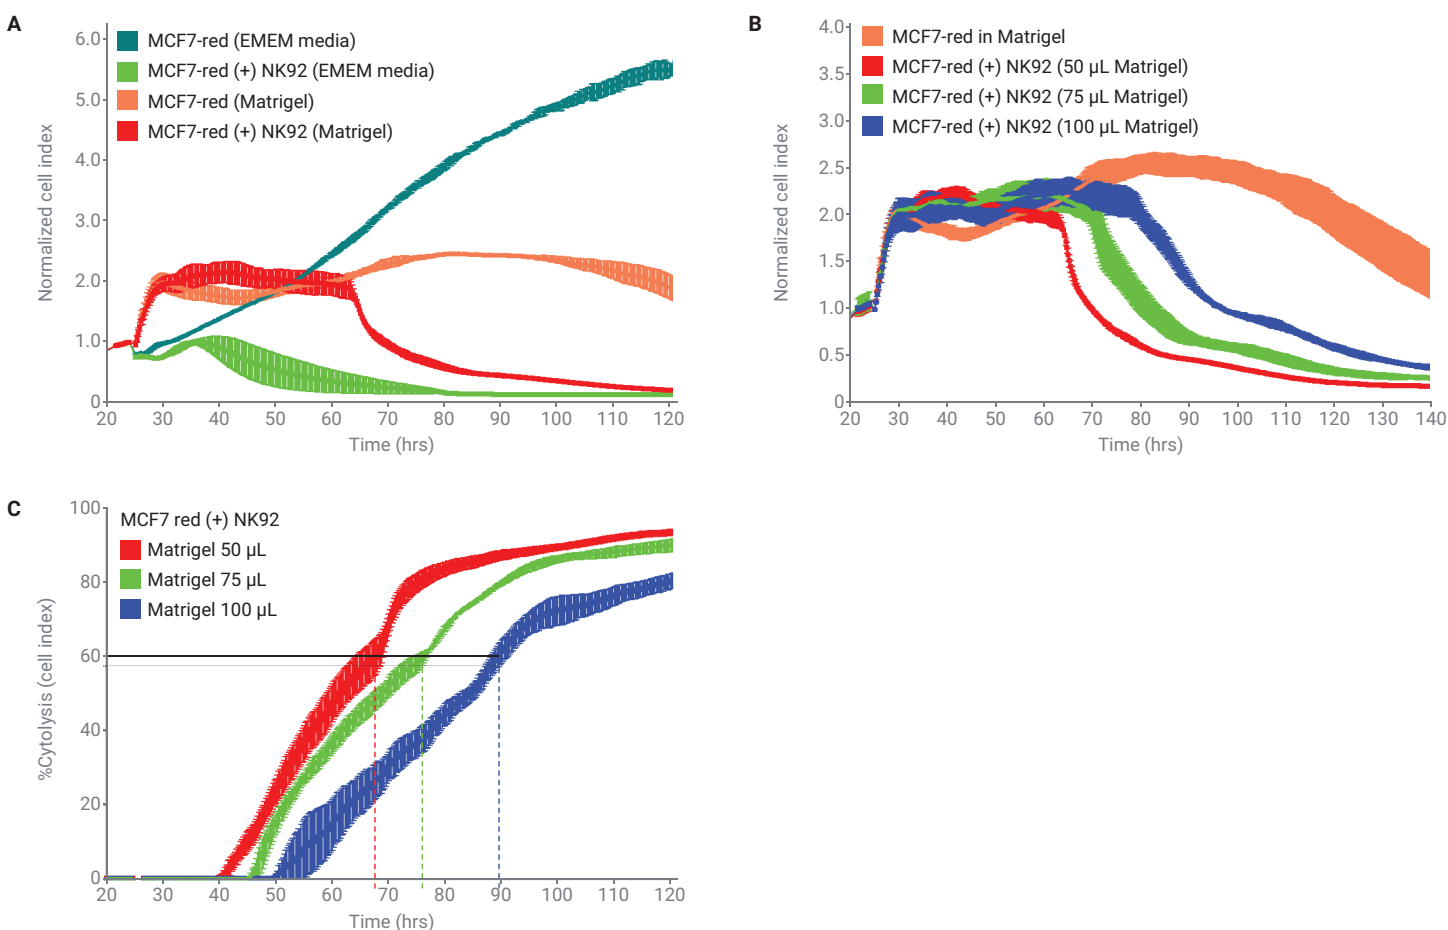 A
6.0
5.0
4.0
3.0
2.0
1.0
0
Normalized cell index
MCF7-red (EMEM media)
MCF7-red (+) NK92 (EMEM media)
MCF7-red (Matrigel)
MCF7-red (+) NK92 (Matrigel)
20 30 40 50 60 70 80 90 100 110 120
Time (hrs)
B
4.0
3.5
3.0
2.5
2.0
1.5
1.0
0.5
0
Normalized cell index
MCF7-red in Matrigel
MCF7-red (+) NK92 (50 µL Matrigel)
MCF7-red (+) NK92 (75 µL Matrigel)
MCF7-red (+) NK92 (100 µL Matrigel)
20 30 40 50 60 70 80 90 100 110 120 130 140
Time (hrs)
C
100
80
60
40
20
0
%Cytolysis (cell index)
MCF7 red (+) NK92
Matrigel 50 µL
Matrigel 75 µL
Matrigel 100 µL
20 30 40 50 60 70 80 90 100 110 120
Time (hrs)